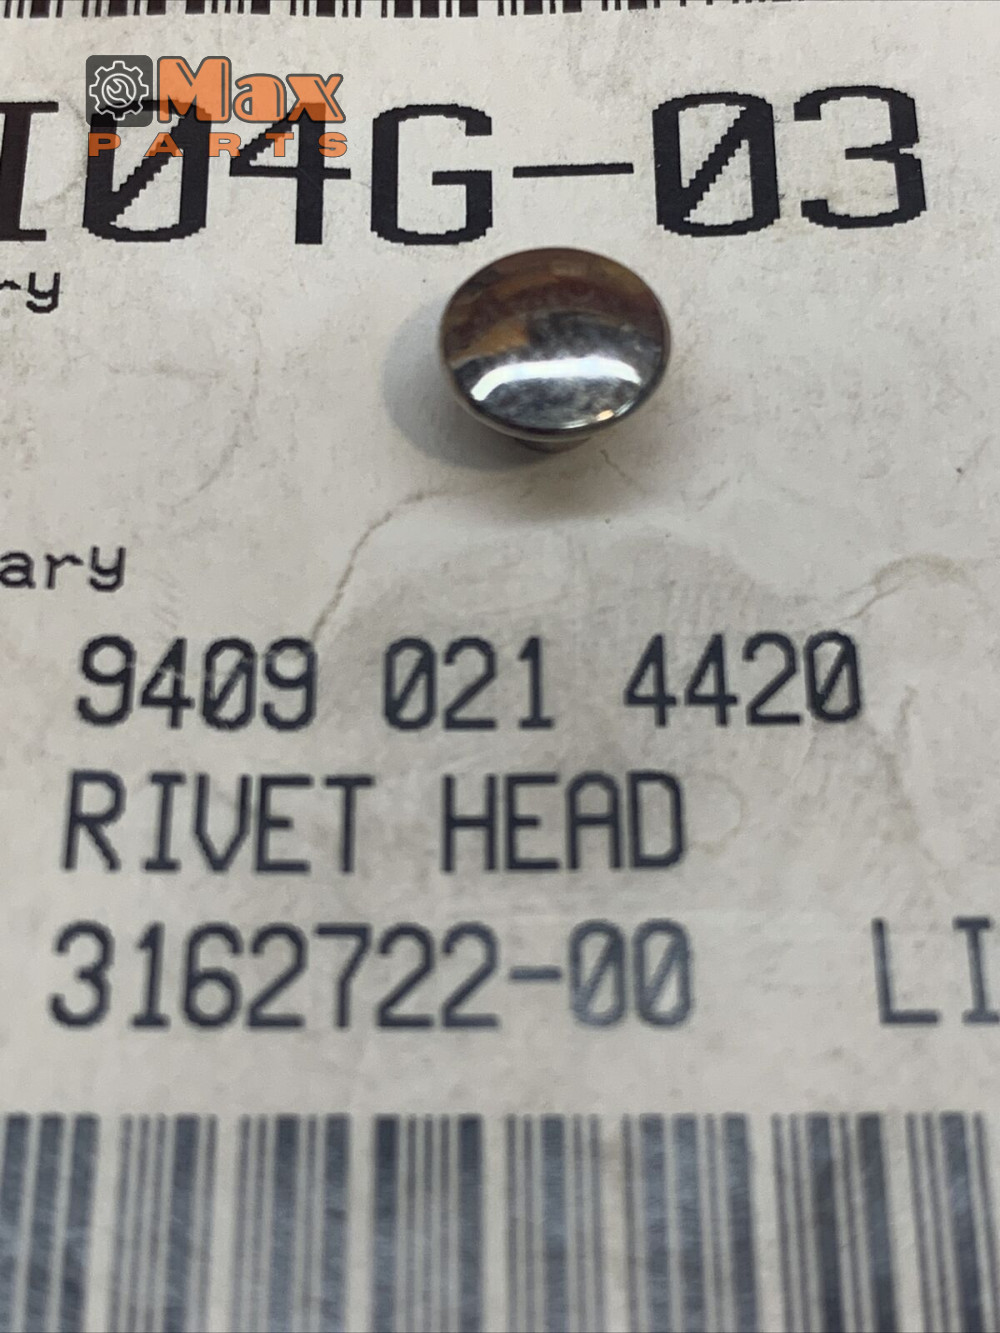 Max
PARTS
I04G-03
ry
ary
9409 021 4420
RIVET HEAD
3162722-00 LI